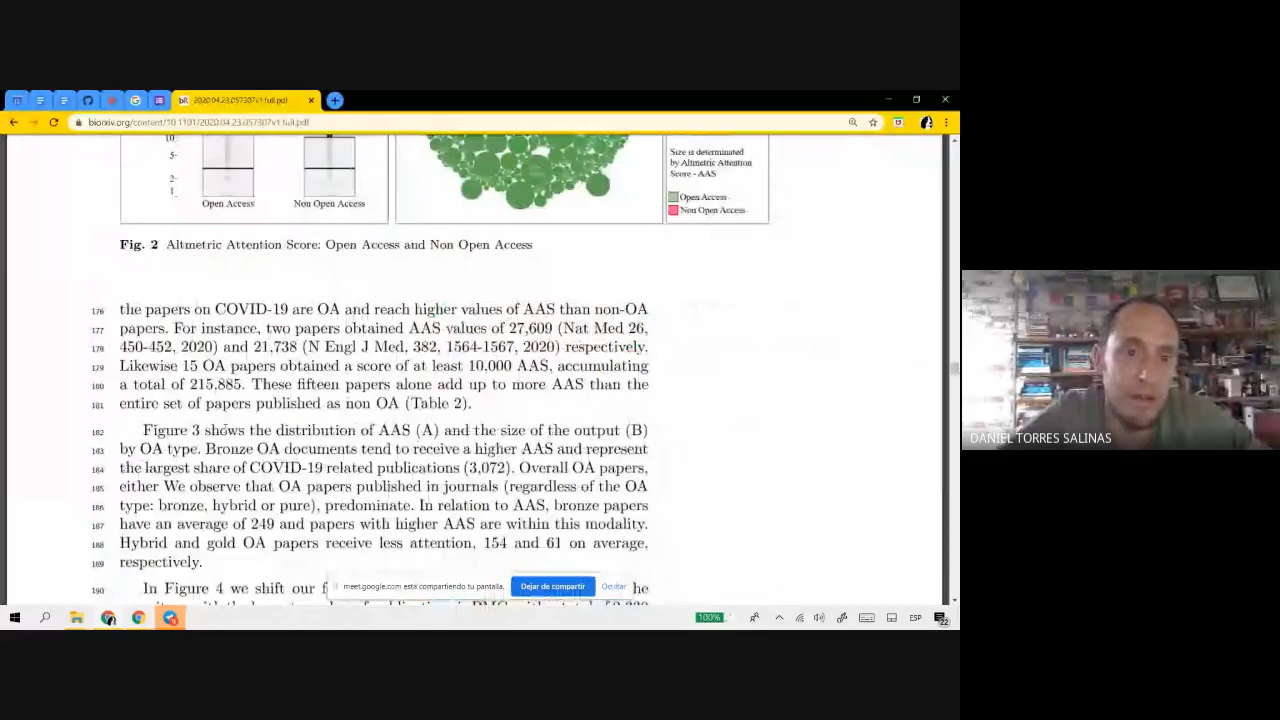 2020.04.23.057307v1.full.pdf
biorxiv.org/content/10.1101/2020.04.23.057307v1.full.pdf
10
5
2
1
Open Access
Non Open Access
Size is determined
by Altmetric Attention
Score - AAS
Open Access
Non Open Access
Fig. 2 Altmetric Attention Score: Open Access and Non Open Access
176 the papers on COVID-19 are OA and reach higher values of AAS than non-OA
177 papers. For instance, two papers obtained AAS values of 27,609 (Nat Med 26,
178 450-452, 2020) and 21,738 (N Engl J Med, 382, 1564-1567, 2020) respectively.
179 Likewise 15 OA papers obtained a score of at least 10.000 AAS, accumulating
180 a total of 215,885. These fifteen papers alone add up to more AAS than the
181 entire set of papers published as non OA (Table 2).
182 Figure 3 shows the distribution of AAS (A) and the size of the output (B)
183 by OA type. Bronze OA documents tend to receive a higher AAS and represent
184 the largest share of COVID-19 related publications (3,072). Overall OA papers,
185 either We observe that OA papers published in journals (regardless of the OA
186 type: bronze, hybrid or pure), predominate. In relation to AAS, bronze papers
187 have an average of 249 and papers with higher AAS are within this modality.
188 Hybrid and gold OA papers receive less attention, 154 and 61 on average,
189 respectively.
190 In Figure 4 we shift our
meet.google.com está compartiendo tu pantalla.
Dejar de compartir
Ocultar
100%
ESP
22
DANIEL TORRES SALINAS